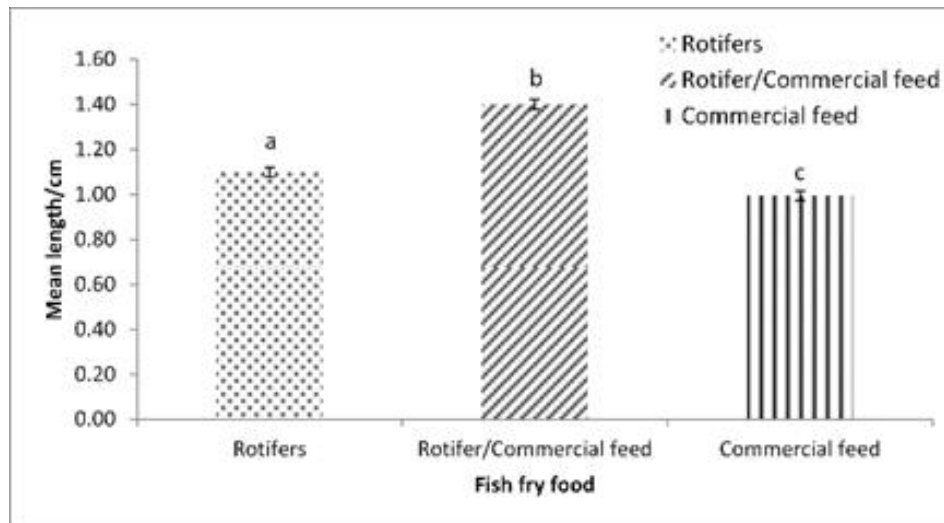 Mean length/cm
1.60
1.40
1.20
1.00
0.80
0.60
0.40
0.20
0.00
a
b
c
Rotifers
Rotifer/Commercial feed
Commercial feed
Rotifers
Rotifer/Commercial feed
Commercial feed
Fish fry food